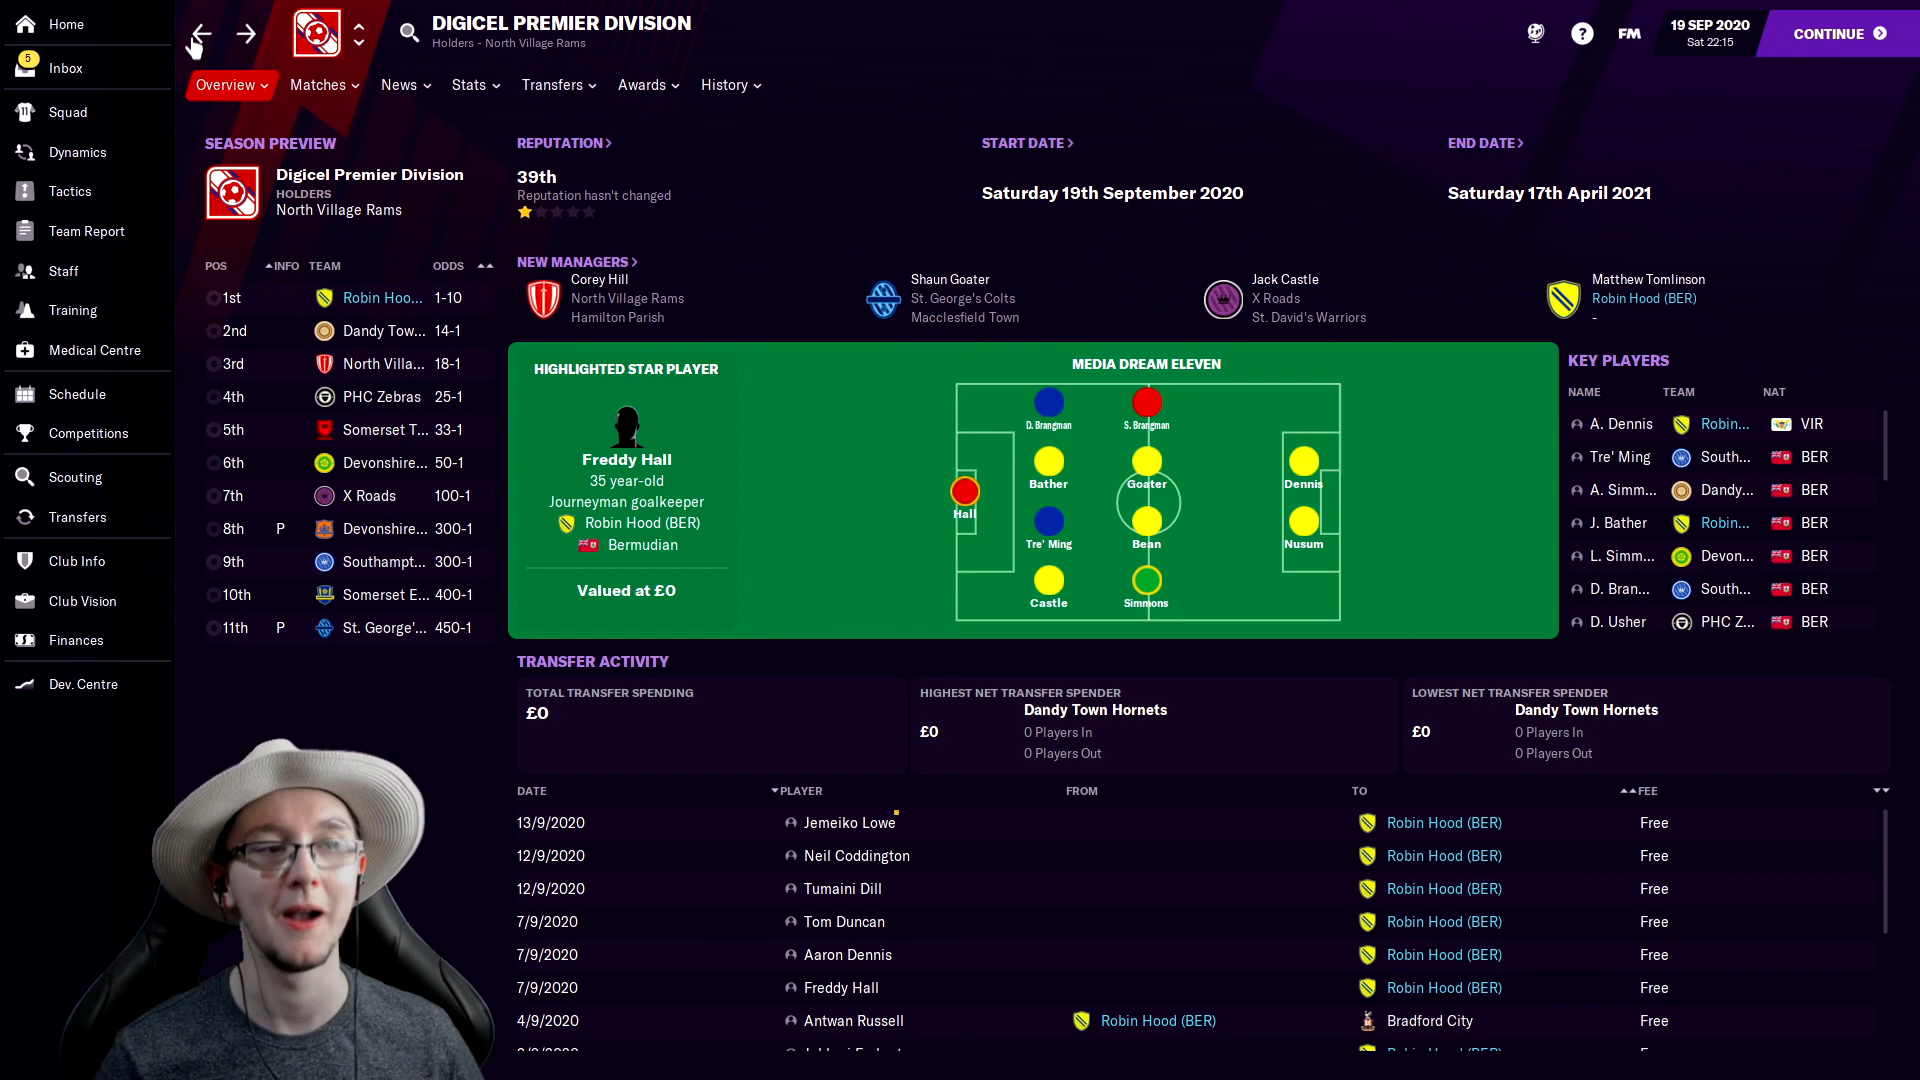 Home
5
Inbox
Squad
Dynamics
Tactics
Team Report
Staff
Training
Medical Centre
Schedule
Competitions
Scouting
Transfers
Club Info
Club Vision
Finances
Dev. Centre
DIGICEL PREMIER DIVISION
Holders - North Village Rams
? FM
19 SEP 2020
Sat 22:15
CONTINUE
Overview Matches News Stats Transfers Awards History
SEASON PREVIEW
Digicel Premier Division
HOLDERS
North Village Rams
REPUTATION
39th
Reputation hasn't changed
START DATE
Saturday 19th September 2020
END DATE
Saturday 17th April 2021
POS INFO TEAM ODDS
1st Robin Hoo... 1-10
2nd Dandy Tow... 14-1
3rd North Villa... 18-1
4th PHC Zebras 25-1
5th Somerset T... 33-1
6th Devonshire... 50-1
7th X Roads 100-1
8th P Devonshire... 300-1
9th Southampt... 300-1
10th Somerset E... 400-1
11th P St. George'... 450-1
NEW MANAGERS
Corey Hill
North Village Rams
Hamilton Parish
Shaun Goater
St. George's Colts
Macclesfield Town
Jack Castle
X Roads
St. David's Warriors
Matthew Tomlinson
Robin Hood (BER)
-
HIGHLIGHTED STAR PLAYER
Freddy Hall
35 year-old
Journeyman goalkeeper
Robin Hood (BER)
Bermudian
Valued at £0
MEDIA DREAM ELEVEN
D. Brangman
S. Brangman
Bather
Goater
Dennis
Hall
Tre' Ming
Bean
Nusum
Castle
Simmons
KEY PLAYERS
NAME TEAM NAT
A. Dennis Robin... VIR
Tre' Ming South... BER
A. Simm... Dandy... BER
J. Bather Robin... BER
L. Simm... Devon... BER
D. Bran... South... BER
D. Usher PHC Z... BER
TRANSFER ACTIVITY
TOTAL TRANSFER SPENDING
£0
HIGHEST NET TRANSFER SPENDER
£0
Dandy Town Hornets
0 Players In
0 Players Out
LOWEST NET TRANSFER SPENDER
£0
Dandy Town Hornets
0 Players In
0 Players Out
DATE PLAYER FROM TO FEE
13/9/2020 Jemeiko Lowe Robin Hood (BER) Free
12/9/2020 Neil Coddington Robin Hood (BER) Free
12/9/2020 Tumaini Dill Robin Hood (BER) Free
7/9/2020 Tom Duncan Robin Hood (BER) Free
7/9/2020 Aaron Dennis Robin Hood (BER) Free
7/9/2020 Freddy Hall Robin Hood (BER) Free
4/9/2020 Antwan Russell Robin Hood (BER) Bradford City Free